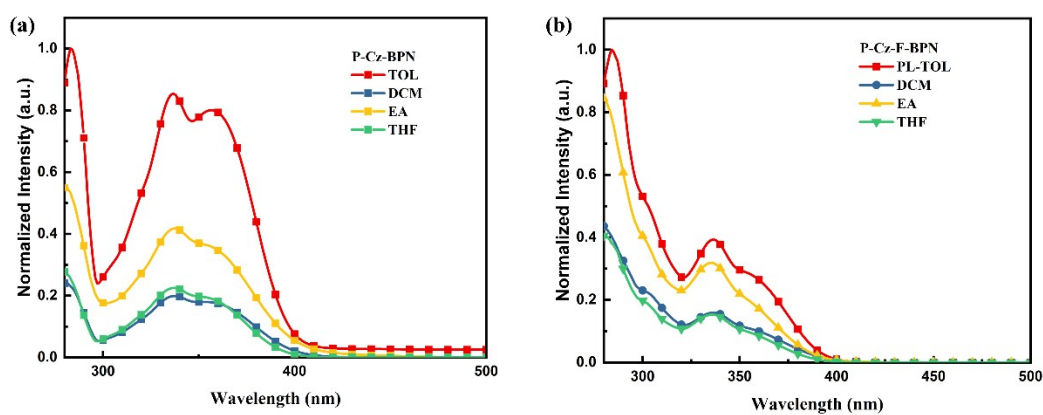 (a)
Normalized Intensity (a.u.)
1.0
0.8
0.6
0.4
0.2
0.0
P-Cz-BPN
TOL
DCM
EA
THF
300
400
500
Wavelength (nm)
(b)
Normalized Intensity (a.u.)
1.0
0.8
0.6
0.4
0.2
0.0
P-Cz-F-BPN
PL-TOL
DCM
EA
THF
300
350
400
450
500
Wavelength (nm)